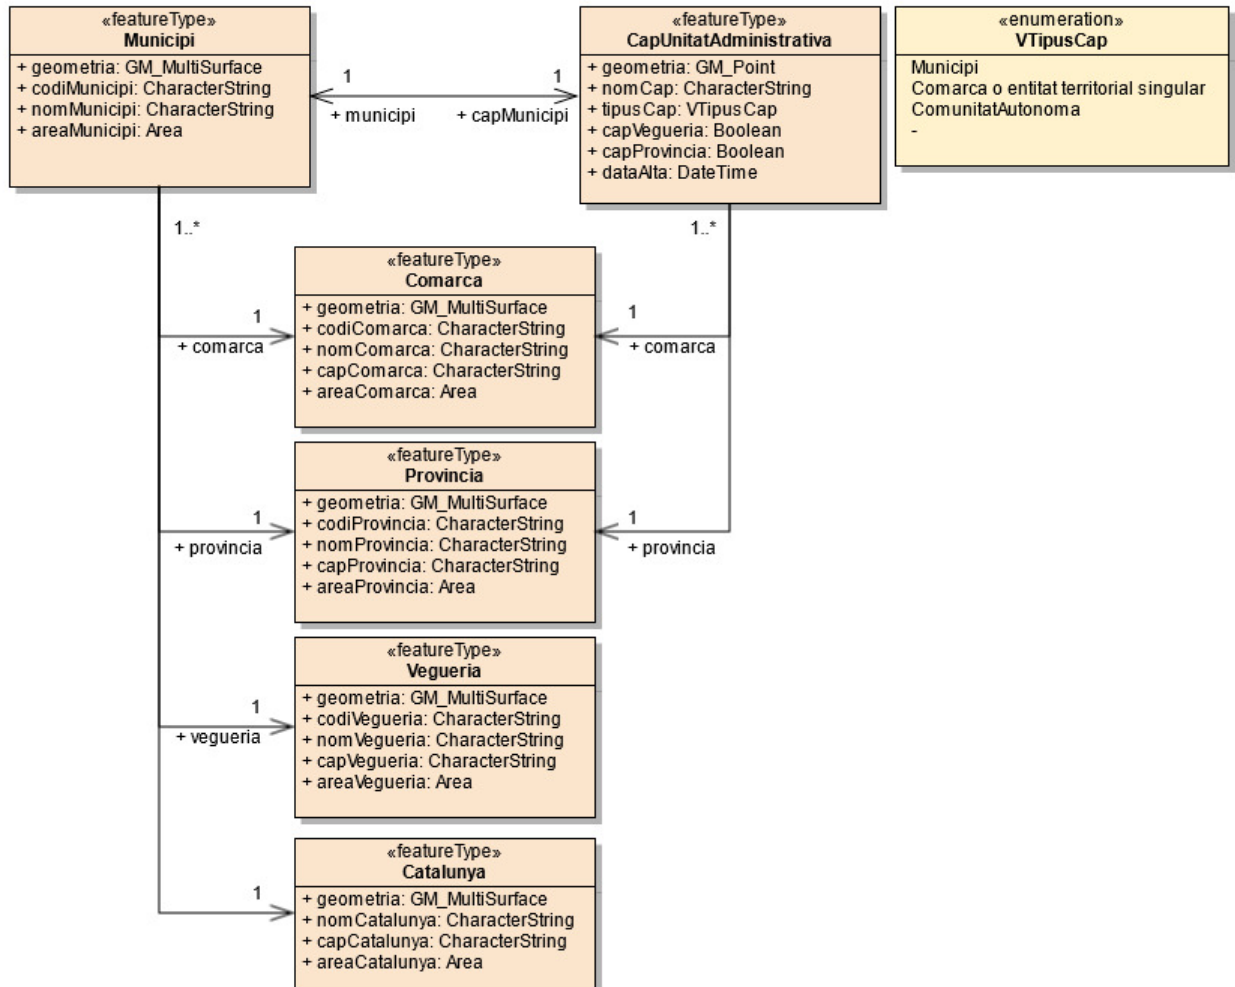 «featureType»
Municipi
+ geometria: GM_MultiSurface
+ codiMunicipi: CharacterString
+ nomMunicipi: CharacterString
+ areaMunicipi: Area
1
+ municipi
1
+ capMunicipi
«featureType»
CapUnitatAdministrativa
+ geometria: GM_Point
+ nomCap: CharacterString
+ tipusCap: VTipusCap
+ capVegueria: Boolean
+ capProvincia: Boolean
+ dataAlta: DateTime
«enumeration»
VTipusCap
Municipi
Comarca o entitat territorial singular
ComunitatAutonoma
-
1..*
1..*
«featureType»
Comarca
+ geometria: GM_MultiSurface
+ codiComarca: CharacterString
+ nomComarca: CharacterString
+ capComarca: CharacterString
+ areaComarca: Area
1
+ comarca
1
+ comarca
«featureType»
Provincia
+ geometria: GM_MultiSurface
+ codiProvincia: CharacterString
+ nomProvincia: CharacterString
+ capProvincia: CharacterString
+ areaProvincia: Area
1
+ provincia
1
+ provincia
«featureType»
Vegueria
+ geometria: GM_MultiSurface
+ codiVegueria: CharacterString
+ nomVegueria: CharacterString
+ capVegueria: CharacterString
+ areaVegueria: Area
1
+ vegueria
«featureType»
Catalunya
+ geometria: GM_MultiSurface
+ nomCatalunya: CharacterString
+ capCatalunya: CharacterString
+ areaCatalunya: Area
1